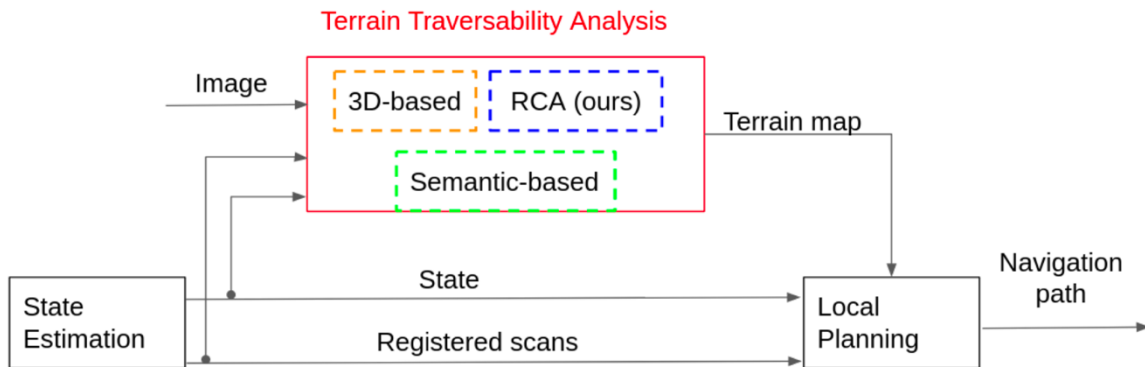 Terrain Traversability Analysis
Image
3D-based
RCA (ours)
Semantic-based
Terrain map
State
Estimation
State
Registered scans
Local
Planning
Navigation
path